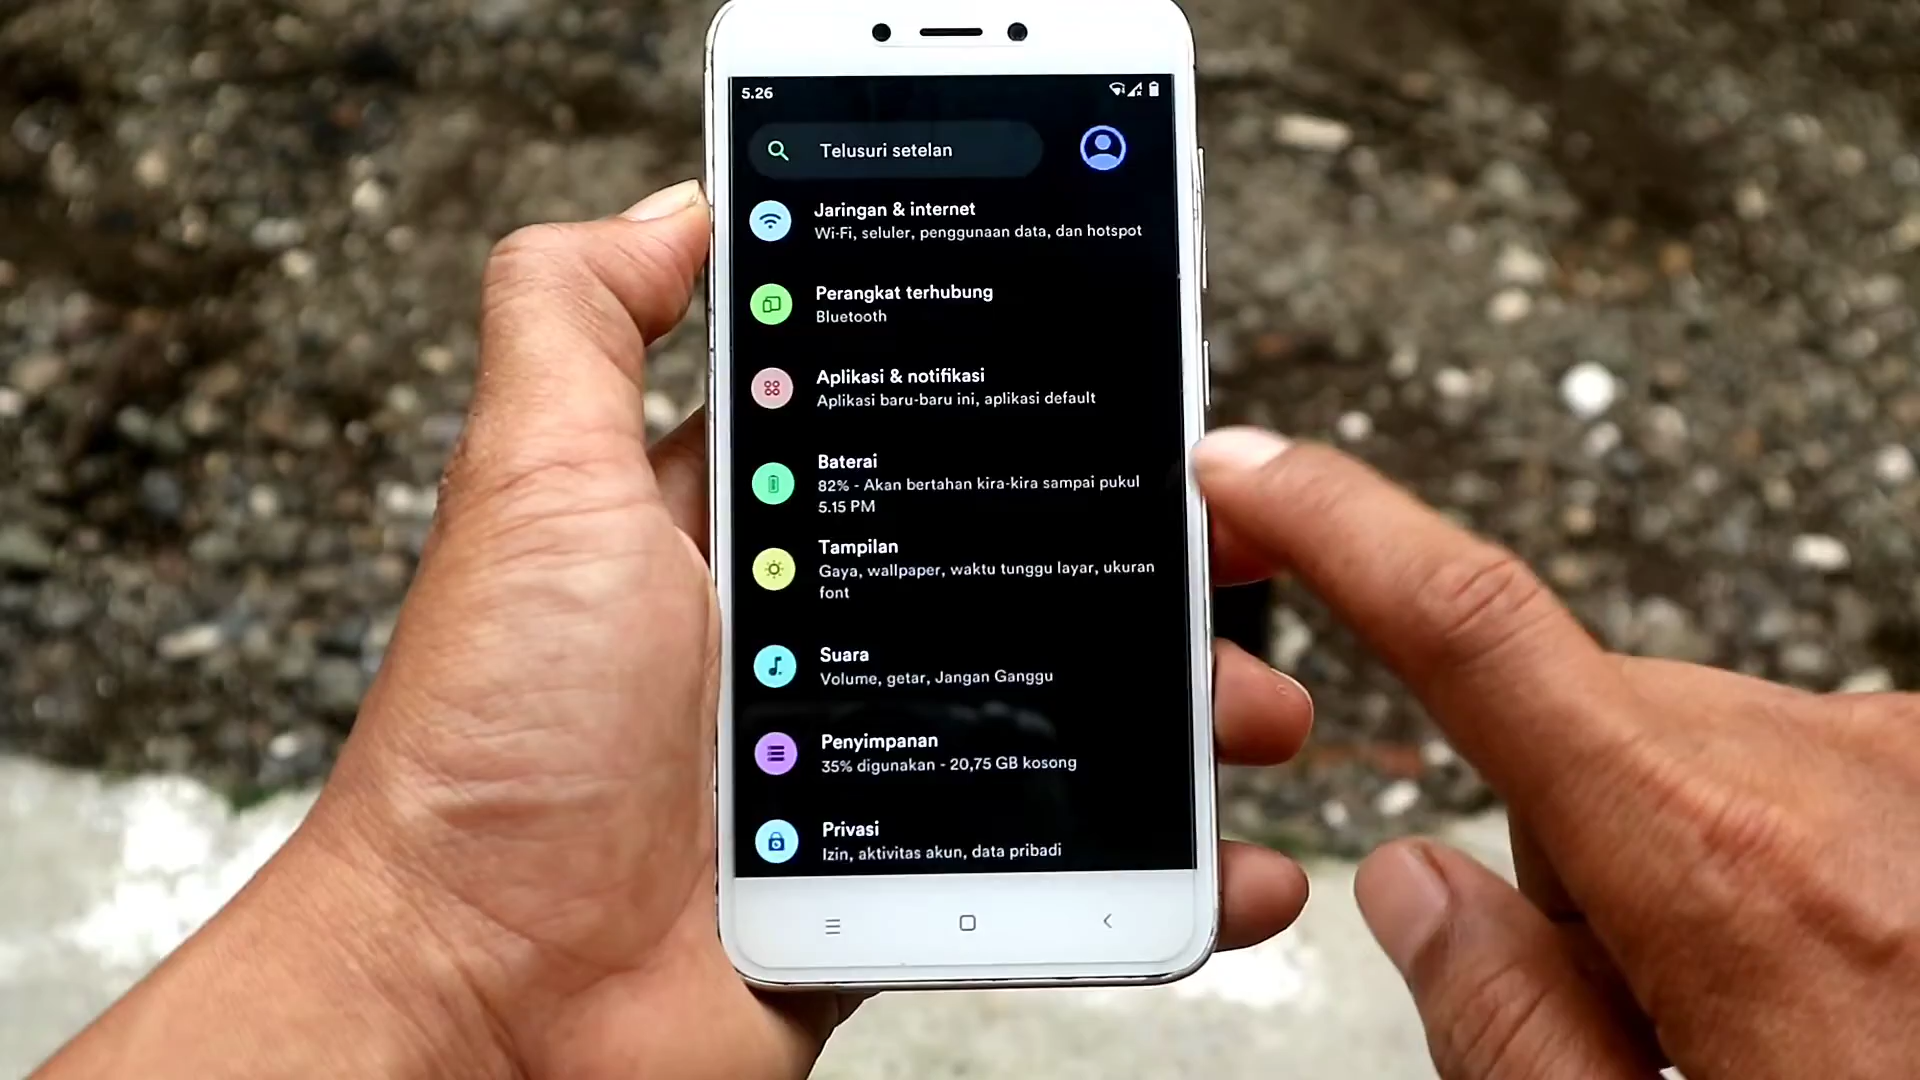 5.26
Telusuri setelan
Jaringan & internet
Wi-Fi, seluler, penggunaan data, dan hotspot
Perangkat terhubung
Bluetooth
Aplikasi & notifikasi
Aplikasi baru-baru ini, aplikasi default
Baterai
82% - Akan bertahan kira-kira sampai pukul
5.15 PM
Tampilan
Gaya, wallpaper, waktu tunggu layar, ukuran
font
Suara
Volume, getar, Jangan Ganggu
Penyimpanan
35% digunakan - 20,75 GB kosong
Privasi
Izin, aktivitas akun, data pribadi